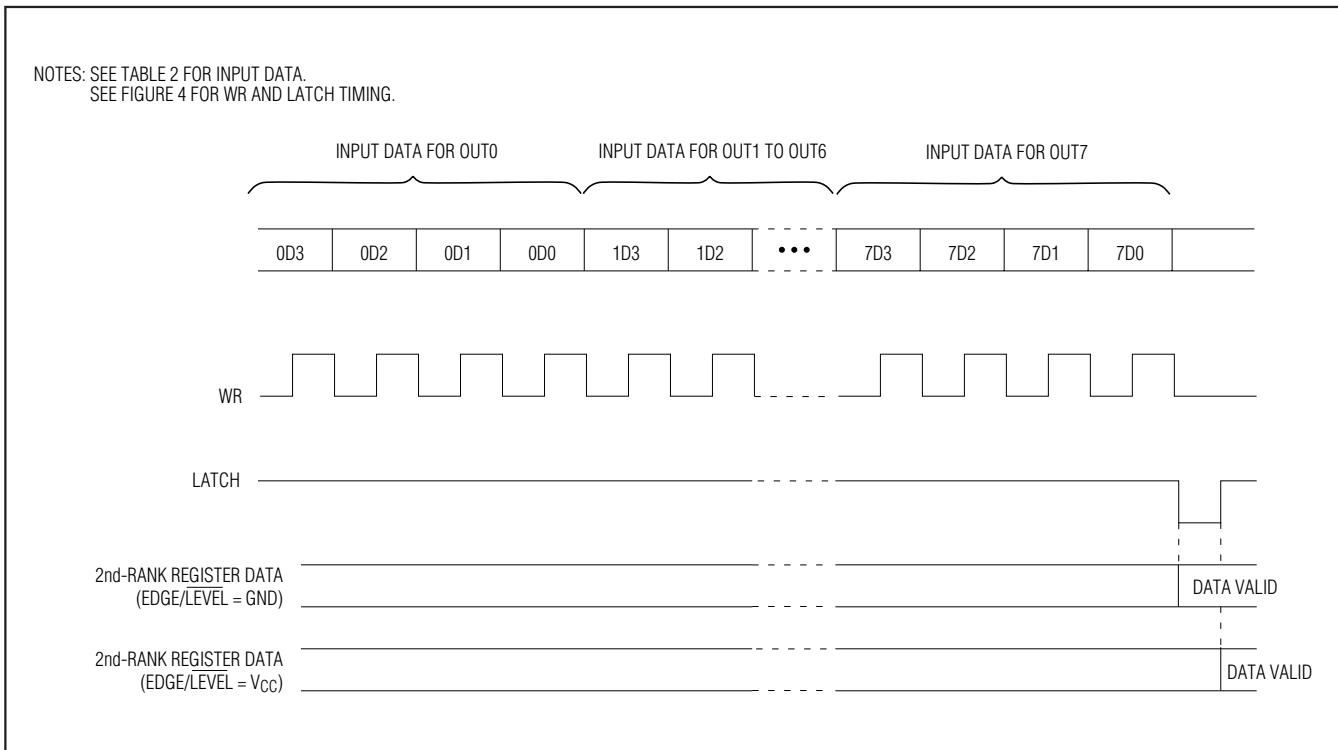 NOTES: SEE TABLE 2 FOR INPUT DATA.
SEE FIGURE 4 FOR WR AND LATCH TIMING.
INPUT DATA FOR OUT0 INPUT DATA FOR OUT1 TO OUT6 INPUT DATA FOR OUT7
0D3 0D2 0D1 0D0 1D3 1D2 ••• 7D3 7D2 7D1 7D0
WR
LATCH
2nd-RANK REGISTER DATA
(EDGE/L̅E̅V̅E̅L̅ = GND)
DATA VALID
2nd-RANK REGISTER DATA
(EDGE/L̅E̅V̅E̅L̅ = VCC)
DATA VALID